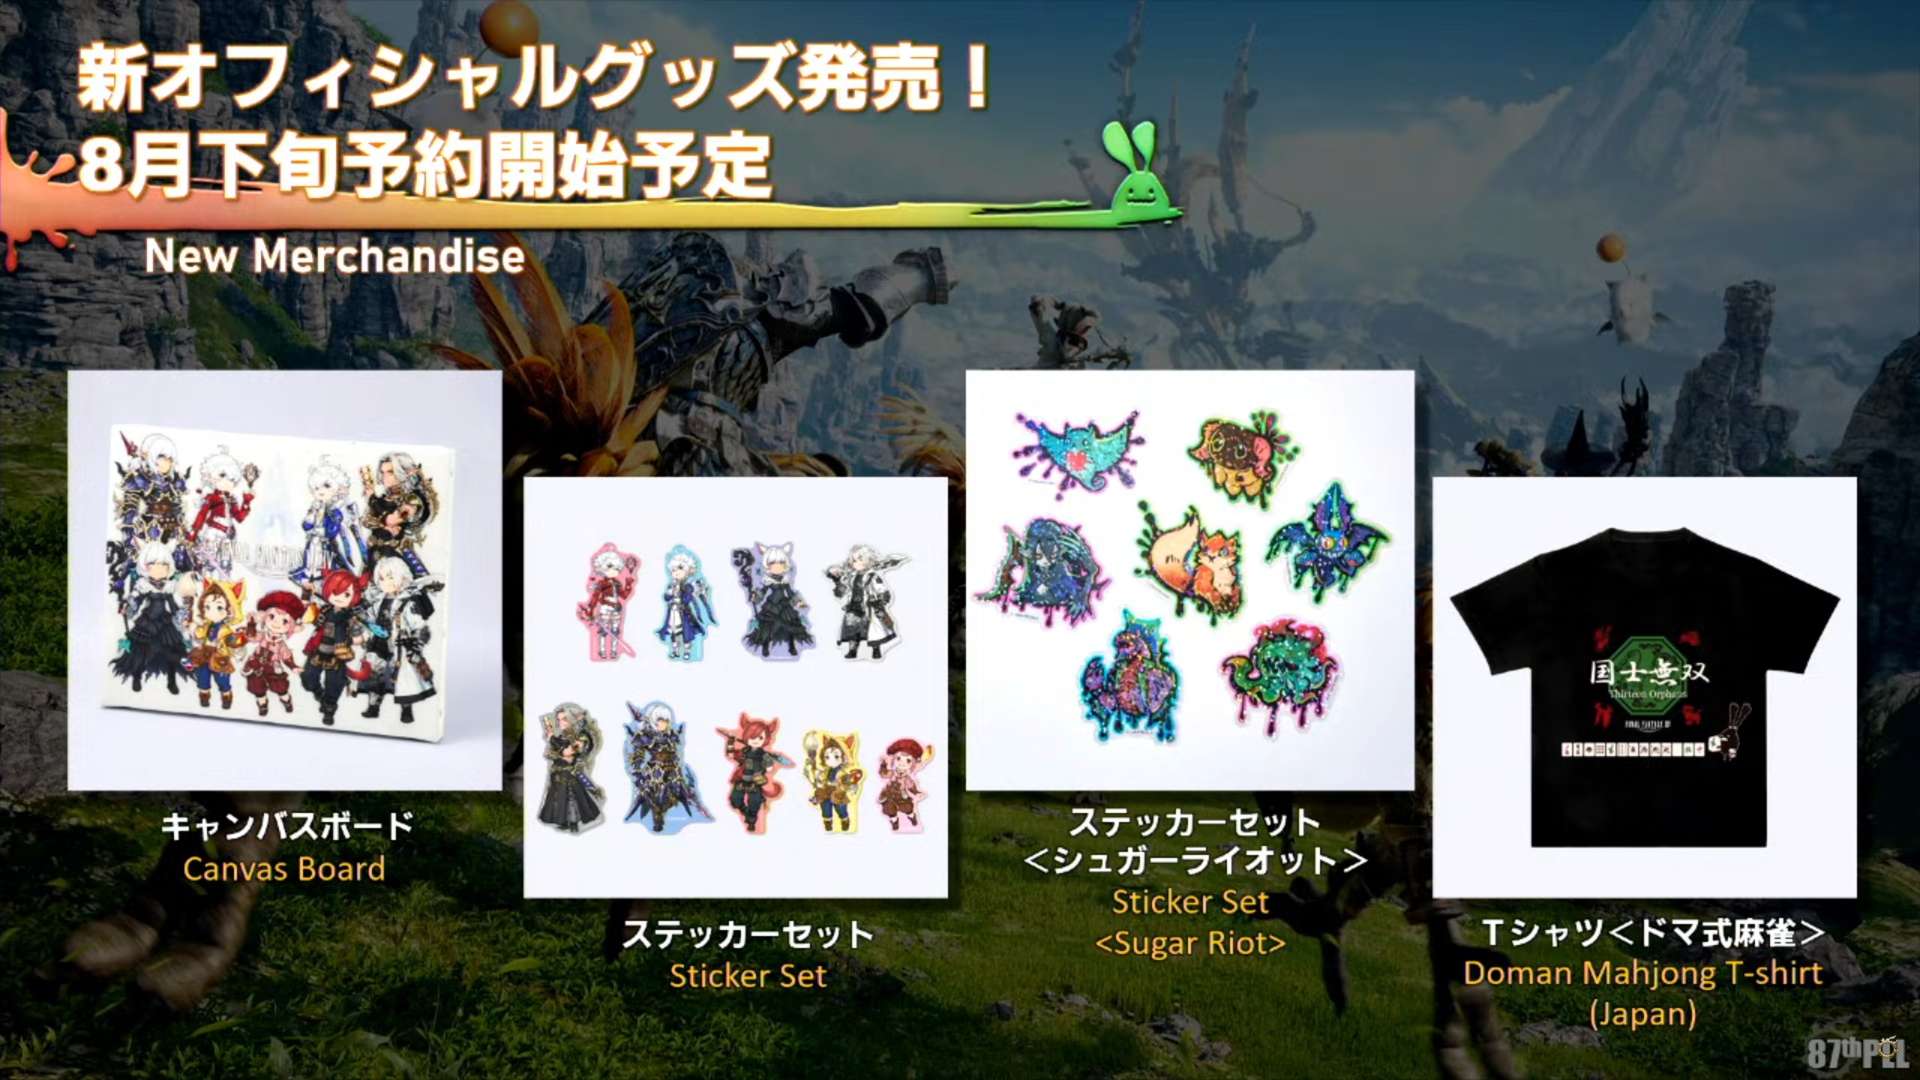 新オフィシャルグッズ発売！
8月下旬予約開始予定
New Merchandise
キャンバスボード
Canvas Board
ステッカーセット
Sticker Set
ステッカーセット
＜シュガーライオット＞
Sticker Set
<Sugar Riot>
国士無双
Thirteen Orphans
FINAL FANTASY XIV
Tシャツ＜ドマ式麻雀＞
Doman Mahjong T-shirt
(Japan)
87thPLL